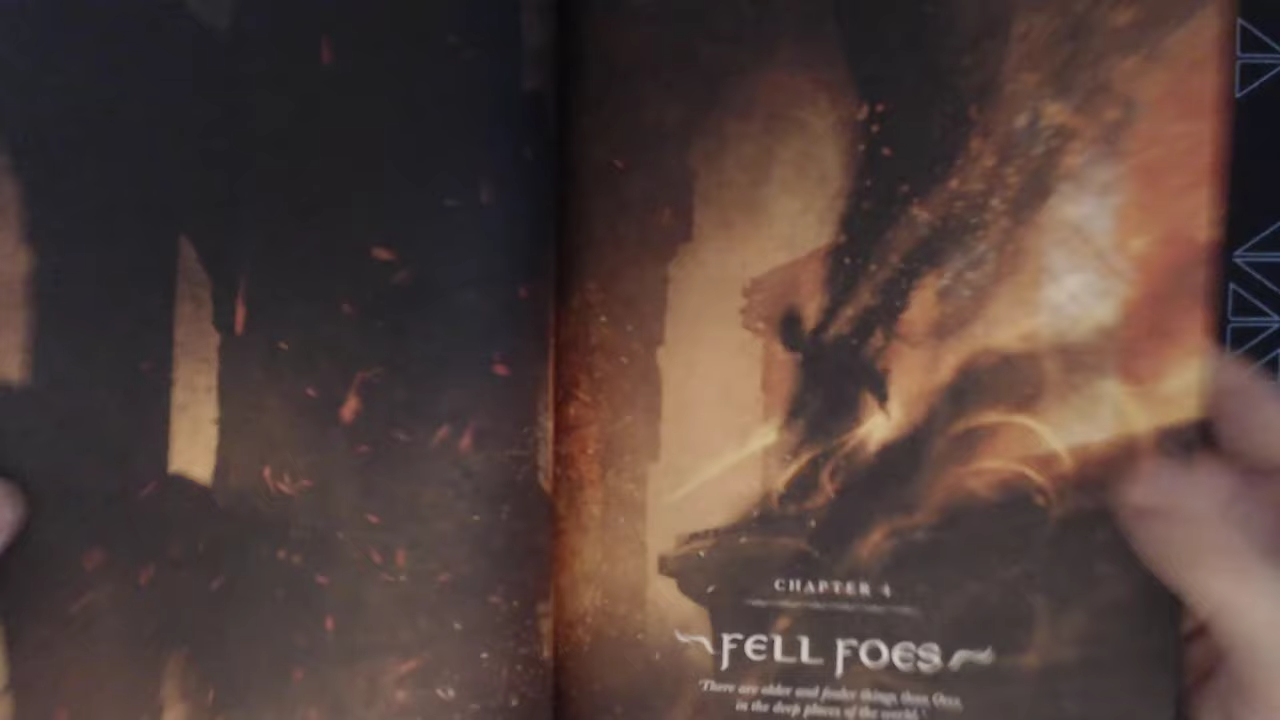 CHAPTER 4
FELL FOES
'There are older and fouler things than Orcs,
in the deep places of the world.'